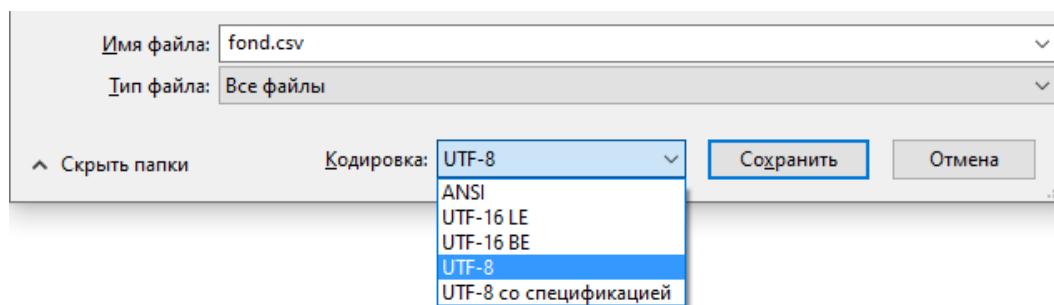 Имя файла: fond.csv
Тип файла: Все файлы
Скрыть папки Кодировка: UTF-8 Сохранить Отмена
ANSI
UTF-16 LE
UTF-16 BE
UTF-8
UTF-8 со спецификацией